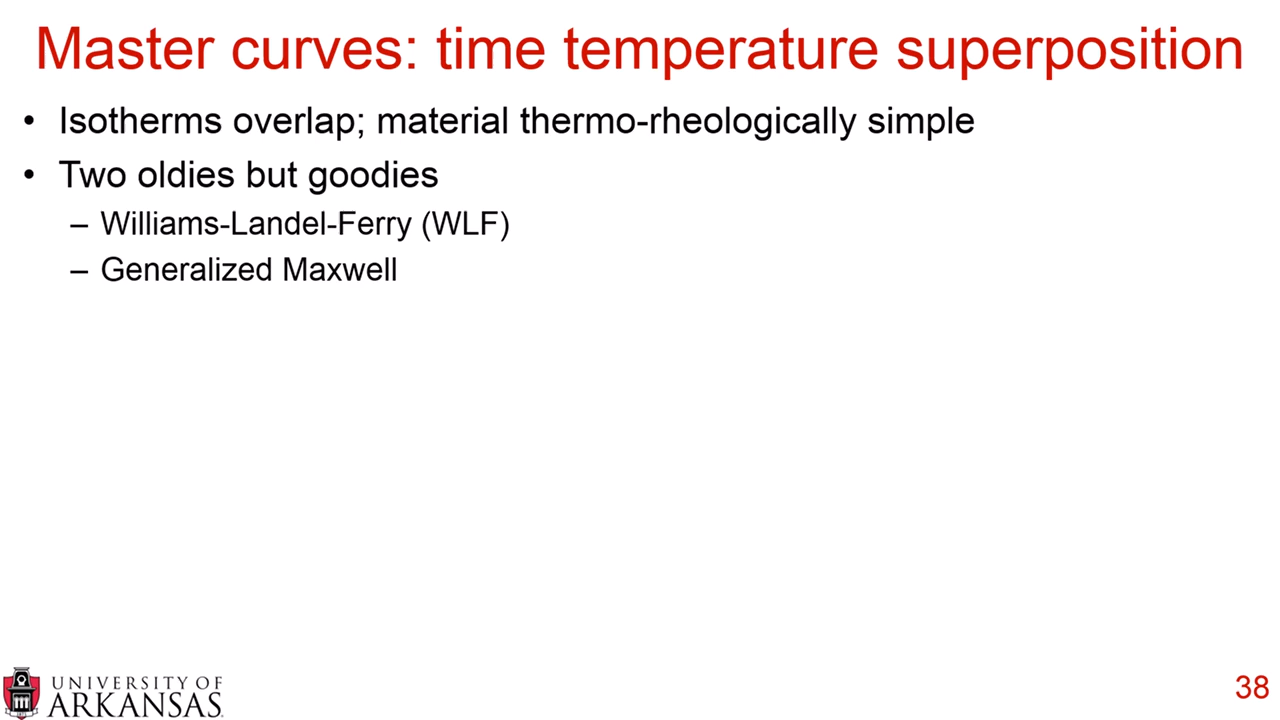 Master curves: time temperature superposition
• Isotherms overlap; material thermo-rheologically simple
• Two oldies but goodies
– Williams-Landel-Ferry (WLF)
– Generalized Maxwell
UNIVERSITY OF
ARKANSAS
38